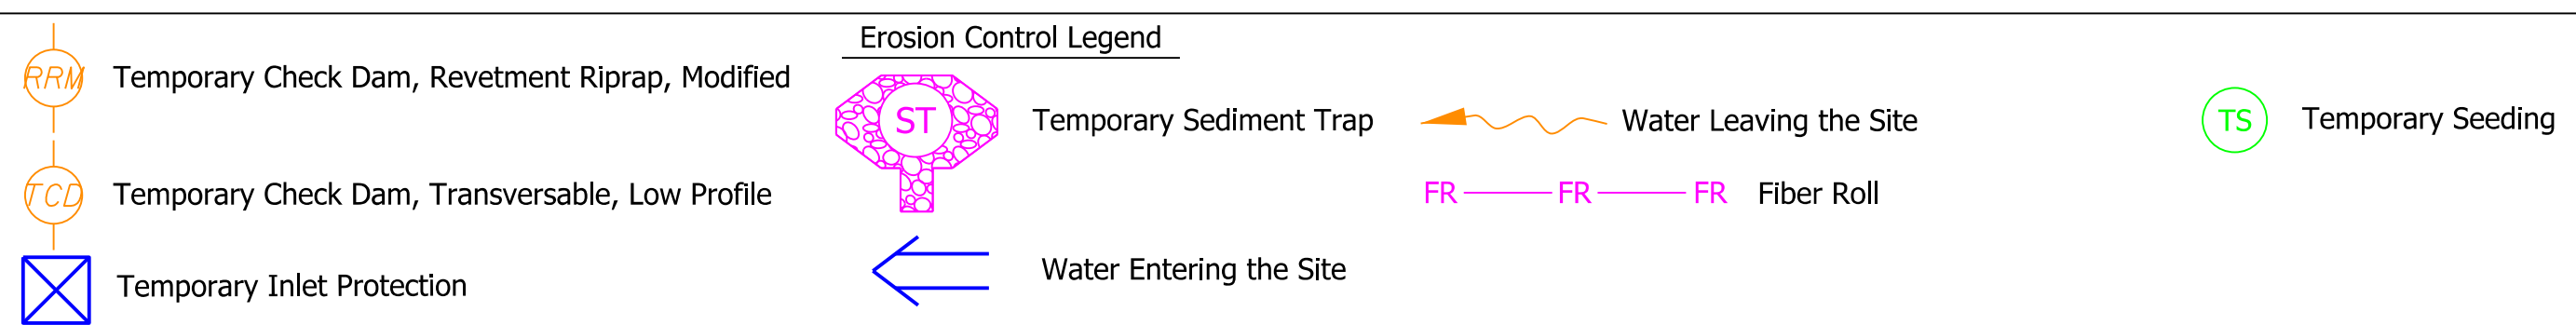 Erosion Control Legend
RRM Temporary Check Dam, Revetment Riprap, Modified
TCD Temporary Check Dam, Transversable, Low Profile
Temporary Inlet Protection
ST Temporary Sediment Trap
Water Entering the Site
Water Leaving the Site
FR FR FR Fiber Roll
TS Temporary Seeding